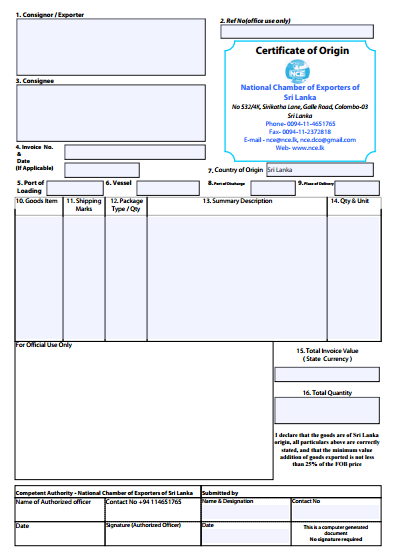 1. Consignor / Exporter
2. Ref No(office use only)
Certificate of Origin
NCE
National Chamber of Exporters of
Sri Lanka
No 532/4K, Sirikatha Lane, Galle Road, Colombo-03
Sri Lanka
Phone- 0094-11-4651765
Fax- 0094-11-2372818
E-mail - nce@nce.lk, nce.dco@gmail.com
Web- www.nce.lk
3. Consignee
4. Invoice No.
&
Date
(If Applicable)
7. Country of Origin Sri Lanka
5. Port of
Loading
6. Vessel
8. Port of Discharge
9. Place of Delivery
10. Goods Item
11. Shipping
Marks
12. Package
Type / Qty
13. Summary Description
14. Qty & Unit
For Official Use Only
15. Total Invoice Value
( State Currency )
16. Total Quantity
I declare that the goods are of Sri Lanka
origin, all particulars above are correctly
stated, and that the minimum value
addition of goods exported is not less
than 25% of the FOB price
Competent Authority - National Chamber of Exporters of Sri Lanka
Submitted by
Name of Authorized officer
Contact No +94 114651765
Name & Designation
Contact No
Date
Signature (Authorized Officer)
Date
This is a computer generated
document
No signature required